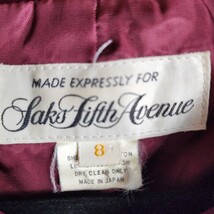 MADE EXPRESSLY FOR
Saks Fifth Avenue
8
DRY CLEAN ONLY
MADE IN JAPAN